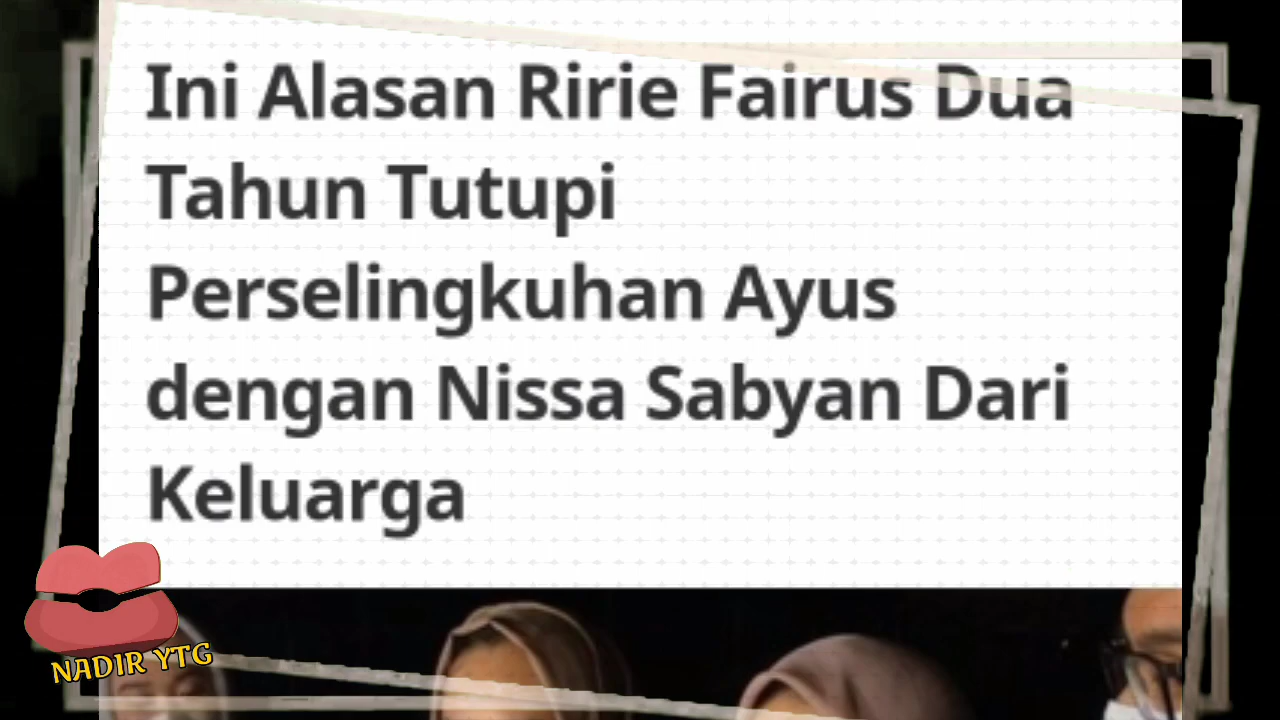 Ini Alasan Ririe Fairus Dua
Tahun Tutupi
Perselingkuhan Ayus
dengan Nissa Sabyan Dari
Keluarga
NADIR YTG